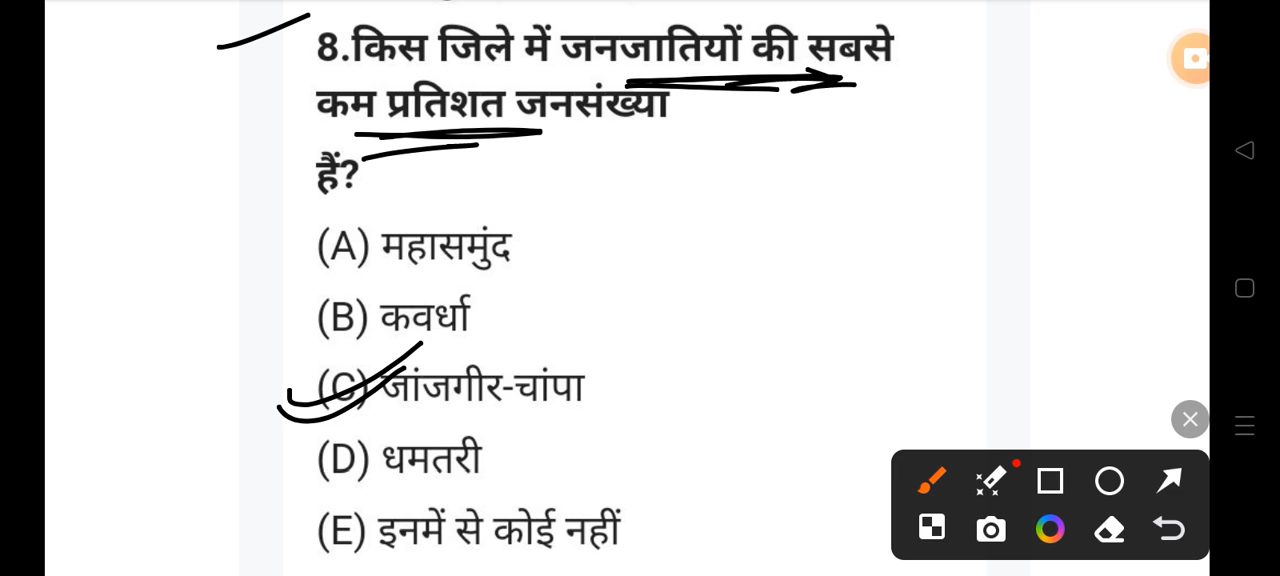 8.किस जिले में जनजातियों की सबसे
कम प्रतिशत जनसंख्या
हैं?
(A) महासमुंद
(B) कवर्धा
(C) जांजगीर-चांपा
(D) धमतरी
(E) इनमें से कोई नहीं